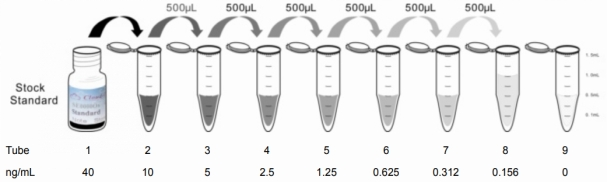 500μL 500μL 500μL 500μL 500μL 500μL
Stock
Standard
Standard
Tube 1 2 3 4 5 6 7 8 9
ng/mL 40 10 5 2.5 1.25 0.625 0.312 0.156 0